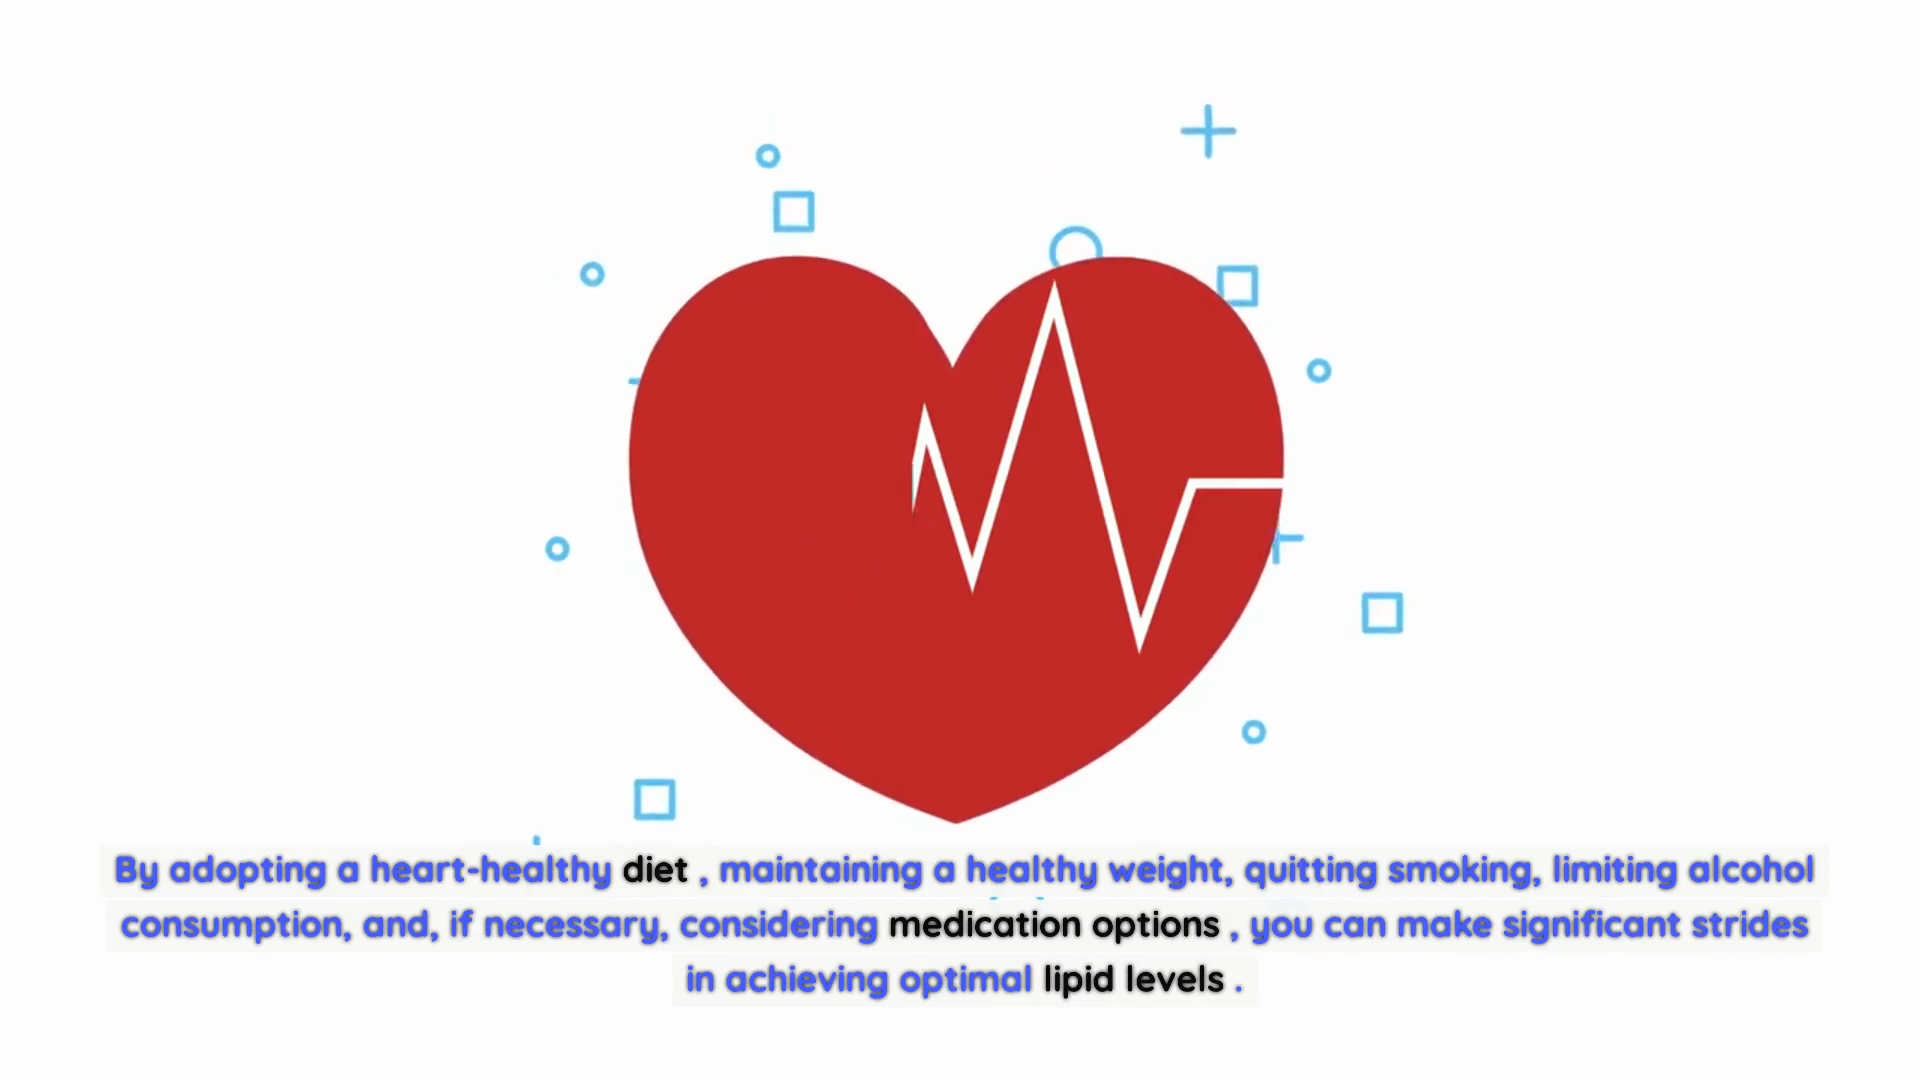 By adopting a heart-healthy diet , maintaining a healthy weight, quitting smoking, limiting alcohol
consumption, and, if necessary, considering medication options , you can make significant strides
in achieving optimal lipid levels .